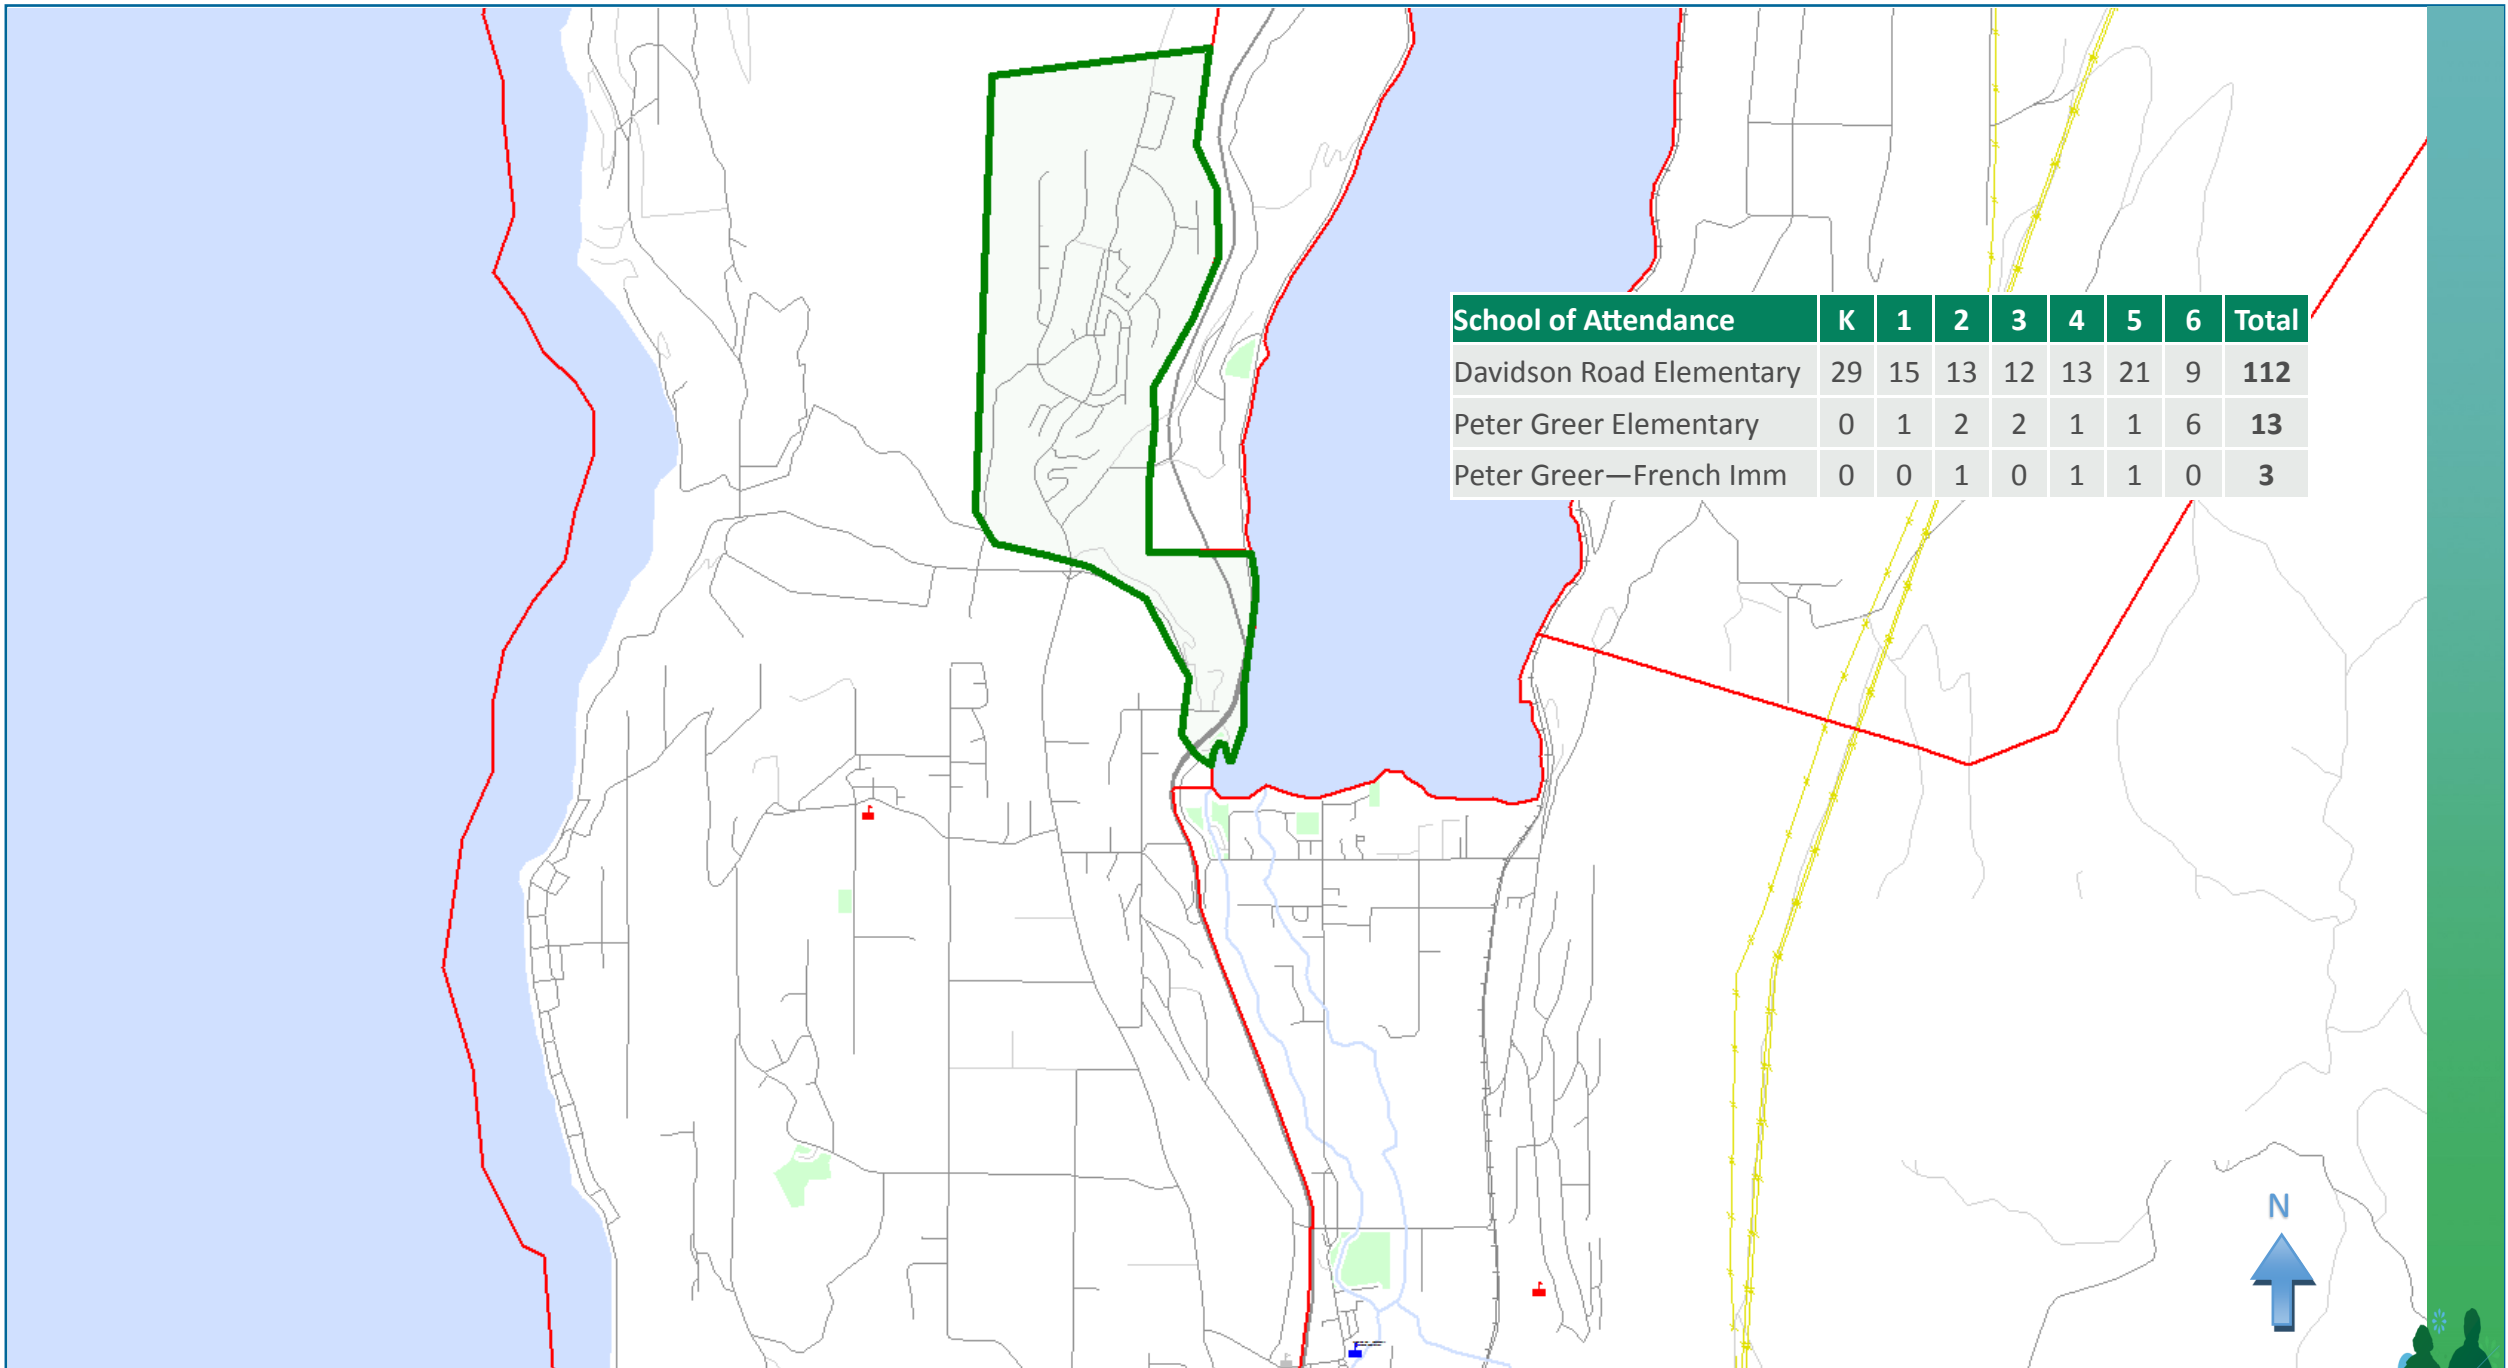 School of Attendance K 1 2 3 4 5 6 Total
Davidson Road Elementary 29 15 13 12 13 21 9 112
Peter Greer Elementary 0 1 2 2 1 1 6 13
Peter Greer—French Imm 0 0 1 0 1 1 0 3
N